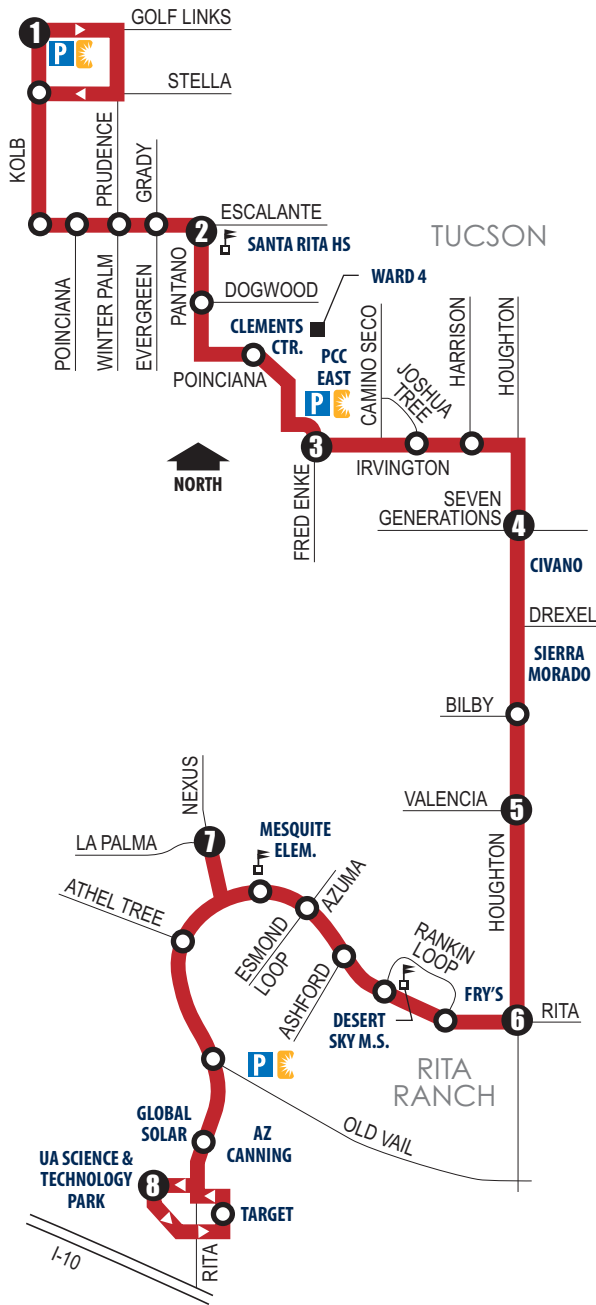 1
GOLF LINKS
P
STELLA
KOLB
PRUDENCE
GRADY
ESCALANTE
2
SANTA RITA HS
TUCSON
POINCIANA
WINTER PALM
EVERGREEN
PANTANO
DOGWOOD
WARD 4
CLEMENTS
CTR.
POINCIANA
PCC
EAST
P
CAMINO SECO
JOSHUA
TREE
HARRISON
HOUGHTON
3
IRVINGTON
NORTH
FRED ENKE
SEVEN
GENERATIONS
4
CIVANO
DREXEL
SIERRA
MORADO
BILBY
VALENCIA
5
HOUGHTON
NEXUS
LA PALMA
7
MESQUITE
ELEM.
ATHEL TREE
AZUMA
ESMOND
LOOP
ASHFORD
RANKIN
LOOP
FRY'S
DESERT
SKY M.S.
6
RITA
RITA
RANCH
P
OLD VAIL
GLOBAL
SOLAR
AZ
CANNING
UA SCIENCE &
TECHNOLOGY
PARK
8
TARGET
RITA
I-10